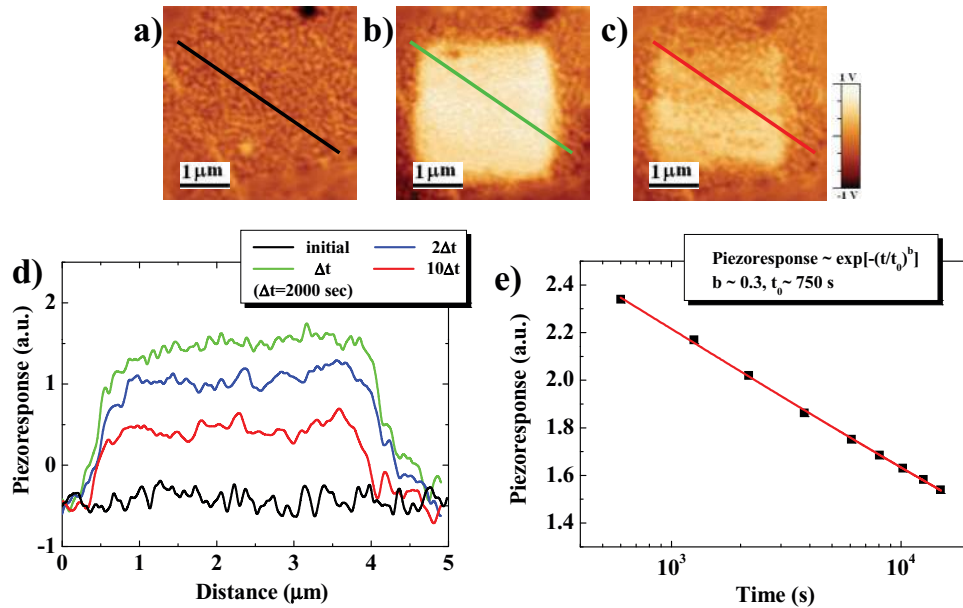 a)
b)
c)
1 μm
1 μm
1 μm
1 V
-1 V
d)
initial
2Δt
Δt
10Δt
(Δt=2000 sec)
Piezoresponse (a.u.)
2
1
0
-1
0 1 2 3 4 5
Distance (μm)
e)
Piezoresponse ~ exp[-(t/t₀)ᵇ]
b ~ 0.3, t₀~ 750 s
Piezoresponse (a.u.)
2.4
2.2
2.0
1.8
1.6
1.4
10³ 10⁴
Time (s)